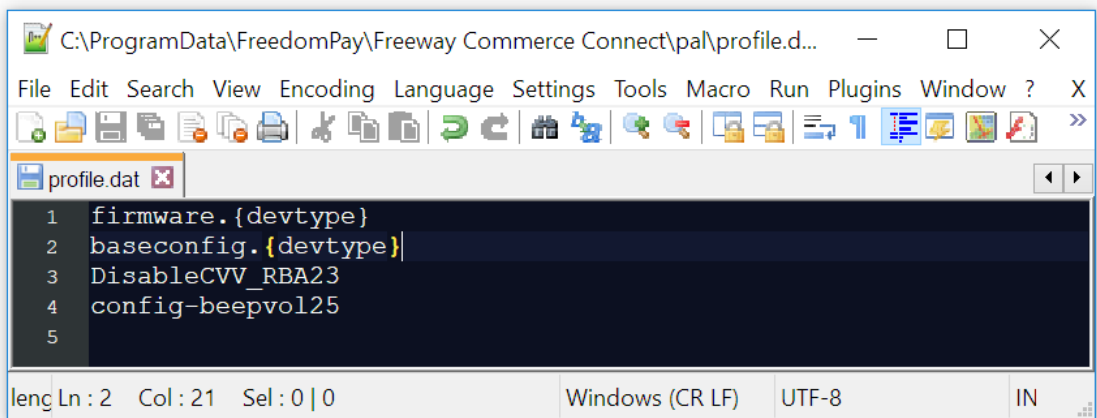 C:\ProgramData\FreedomPay\Freeway Commerce Connect\pal\profile.d...
File Edit Search View Encoding Language Settings Tools Macro Run Plugins Window ? X
profile.dat
1 firmware.{devtype}
2 baseconfig.{devtype}
3 DisableCVV_RBA23
4 config-beepvol25
5
leng Ln : 2 Col : 21 Sel : 0 | 0 Windows (CR LF) UTF-8 IN